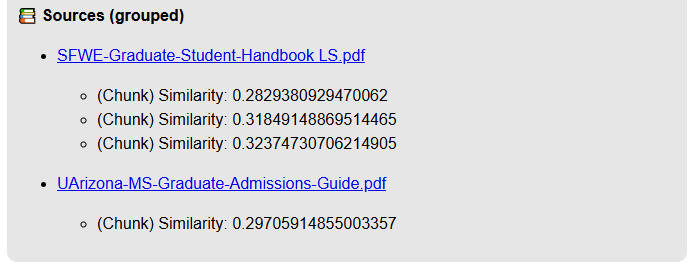 Sources (grouped)
SFWE-Graduate-Student-Handbook LS.pdf
(Chunk) Similarity: 0.2829380929470062
(Chunk) Similarity: 0.31849148869514465
(Chunk) Similarity: 0.32374730706214905
UArizona-MS-Graduate-Admissions-Guide.pdf
(Chunk) Similarity: 0.29705914855003357